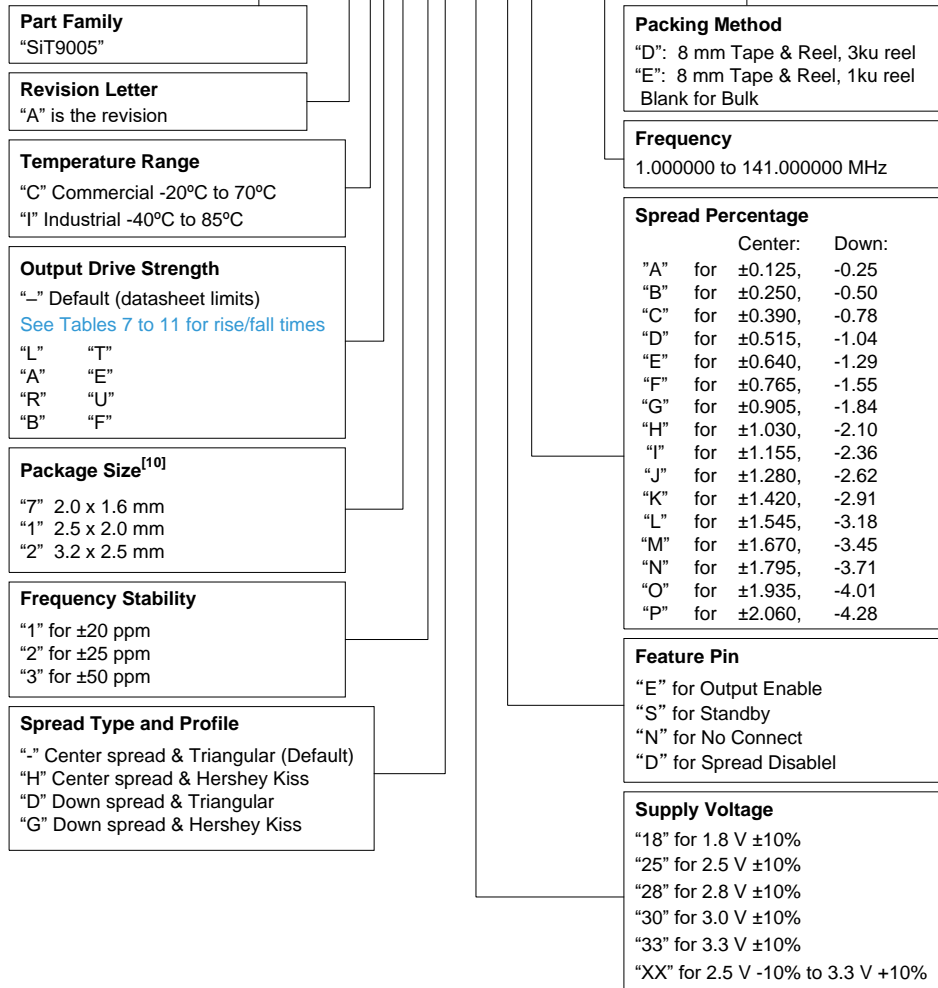 Part Family
“SiT9005”
Revision Letter
“A” is the revision
Temperature Range
“C” Commercial -20ºC to 70ºC
“I” Industrial -40ºC to 85ºC
Output Drive Strength
“–” Default (datasheet limits)
See Tables 7 to 11 for rise/fall times
“L” “T”
“A” “E”
“R” “U”
“B” “F”
Package Size[10]
“7” 2.0 x 1.6 mm
“1” 2.5 x 2.0 mm
“2” 3.2 x 2.5 mm
Frequency Stability
“1” for ±20 ppm
“2” for ±25 ppm
“3” for ±50 ppm
Spread Type and Profile
“-” Center spread & Triangular (Default)
“H” Center spread & Hershey Kiss
“D” Down spread & Triangular
“G” Down spread & Hershey Kiss
Packing Method
“D”: 8 mm Tape & Reel, 3ku reel
“E”: 8 mm Tape & Reel, 1ku reel
Blank for Bulk
Frequency
1.000000 to 141.000000 MHz
Spread Percentage
Center: Down:
”A” for ±0.125, -0.25
“B” for ±0.250, -0.50
“C” for ±0.390, -0.78
“D” for ±0.515, -1.04
“E” for ±0.640, -1.29
“F” for ±0.765, -1.55
“G” for ±0.905, -1.84
“H” for ±1.030, -2.10
“I” for ±1.155, -2.36
“J” for ±1.280, -2.62
“K” for ±1.420, -2.91
“L” for ±1.545, -3.18
“M” for ±1.670, -3.45
“N” for ±1.795, -3.71
“O” for ±1.935, -4.01
“P” for ±2.060, -4.28
Feature Pin
“E” for Output Enable
“S” for Standby
“N” for No Connect
“D” for Spread Disablel
Supply Voltage
“18” for 1.8 V ±10%
“25” for 2.5 V ±10%
“28” for 2.8 V ±10%
“30” for 3.0 V ±10%
“33” for 3.3 V ±10%
“XX” for 2.5 V -10% to 3.3 V +10%